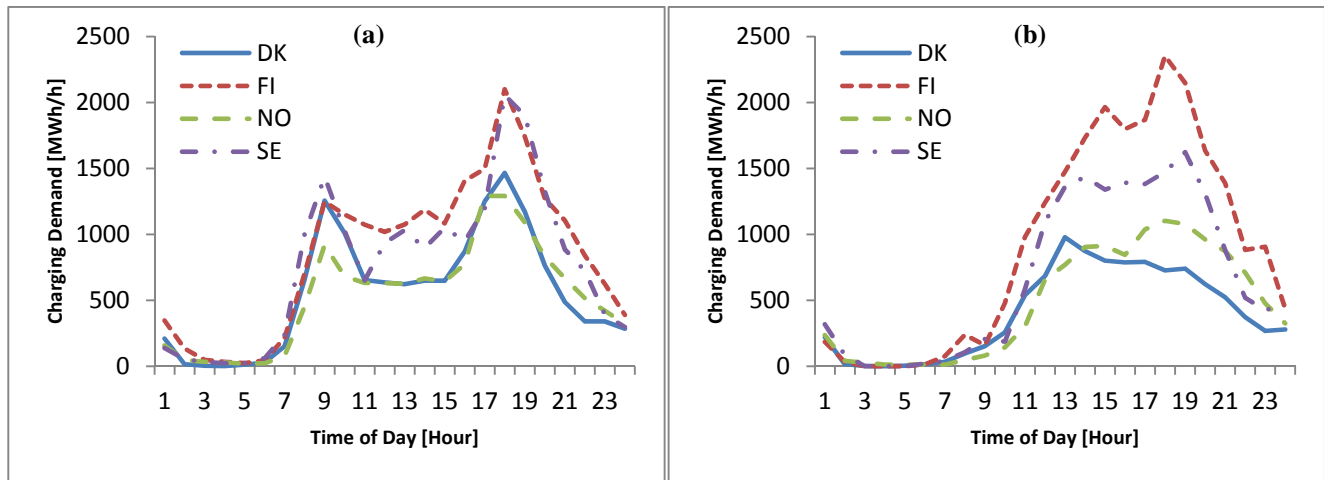 (a)
Charging Demand [MWh/h]
2500
2000
1500
1000
500
0
DK
FI
NO
SE
1 3 5 7 9 11 13 15 17 19 21 23
Time of Day [Hour]
(b)
Charging Demand [MWh/h]
2500
2000
1500
1000
500
0
DK
FI
NO
SE
1 3 5 7 9 11 13 15 17 19 21 23
Time of Day [Hour]